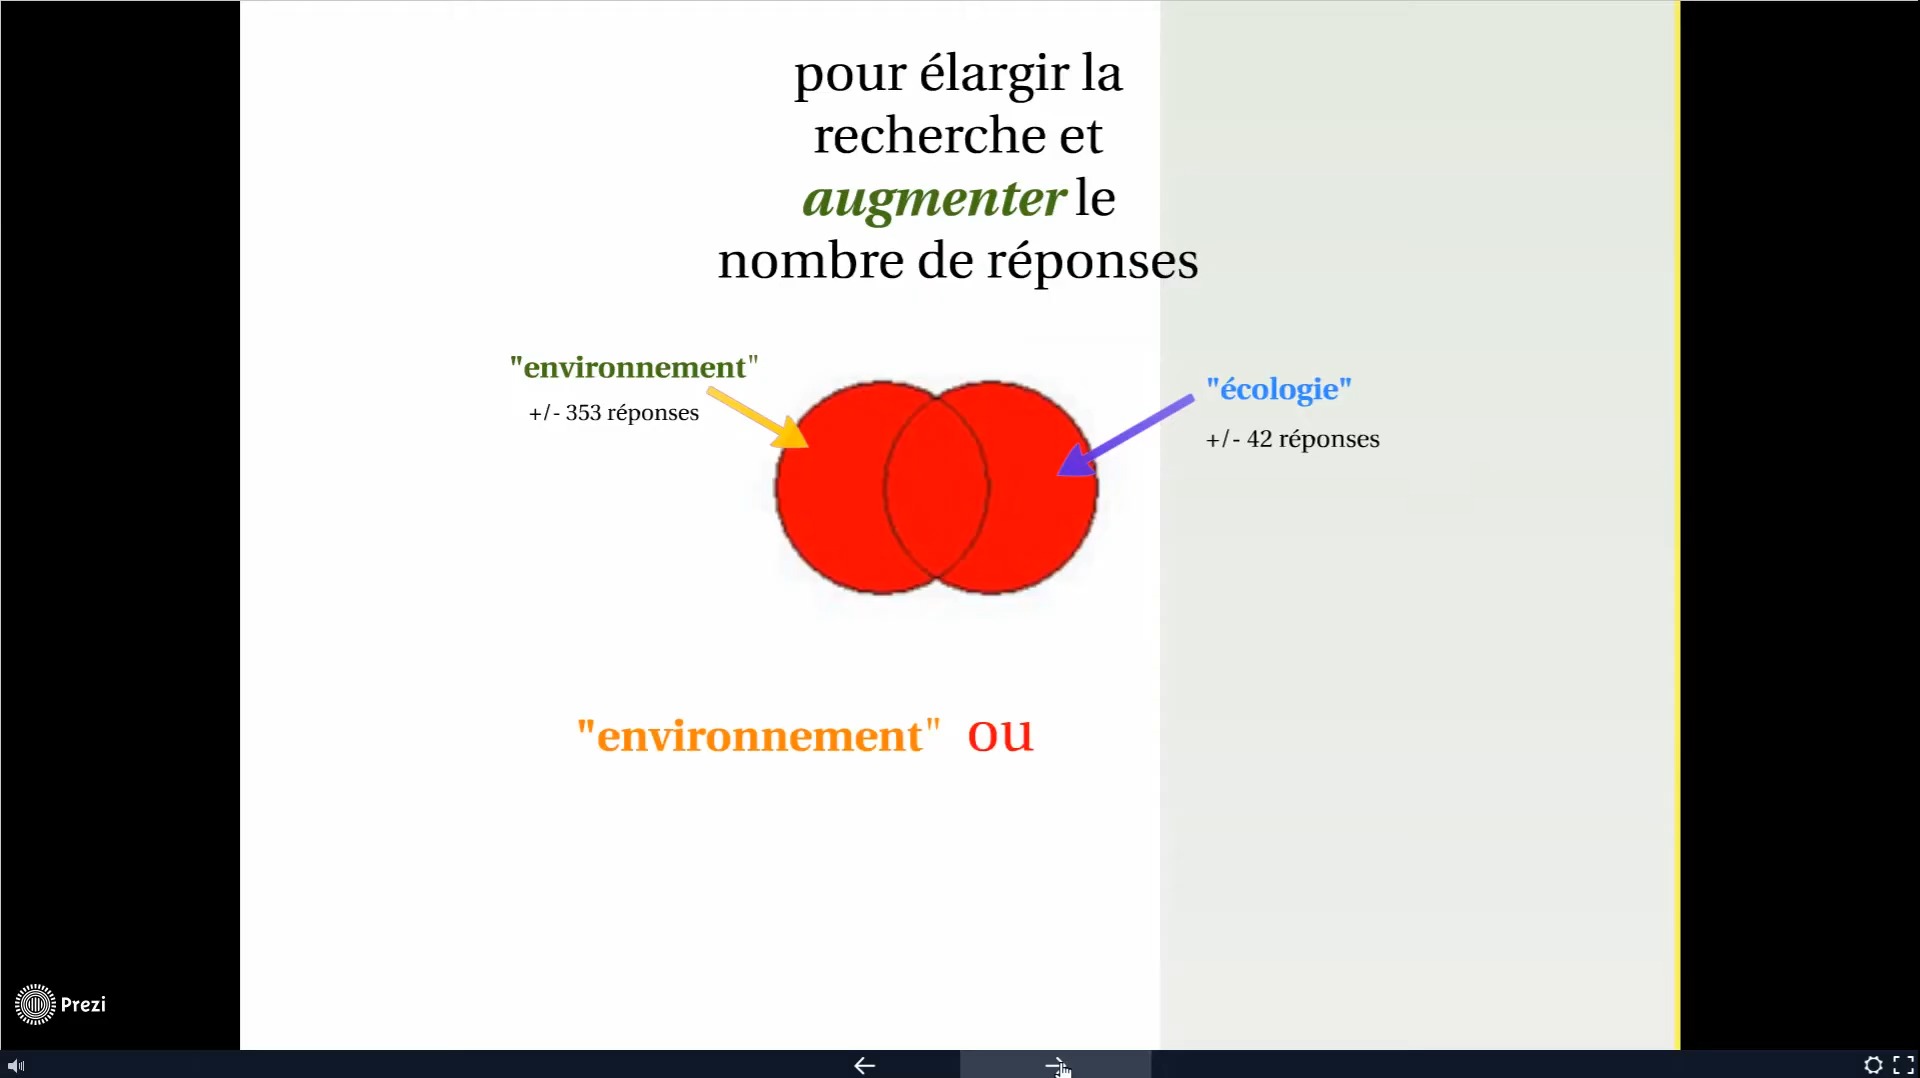 pour élargir la
recherche et
augmenter le
nombre de réponses
"environnement"
+/- 353 réponses
"écologie"
+/- 42 réponses
"environnement" ou
Prezi